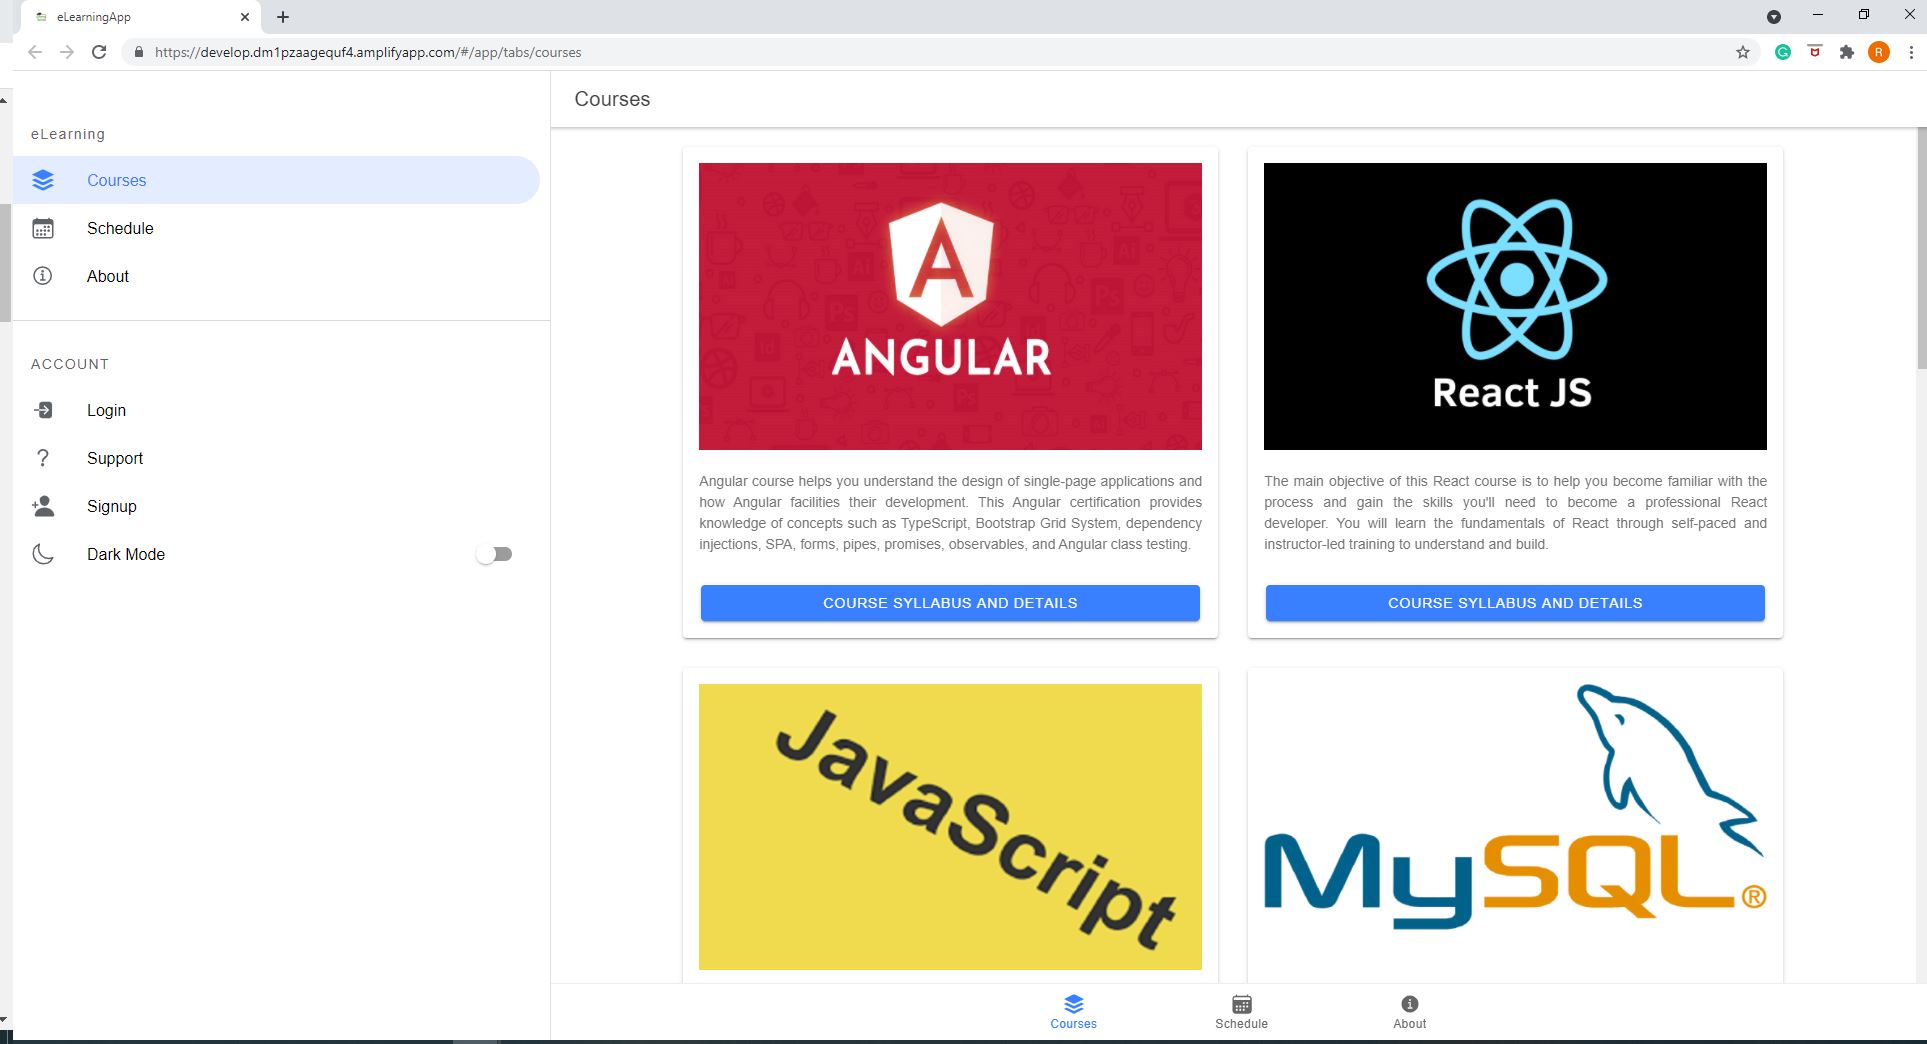 eLearningApp
https://develop.dm1pzaagequf4.amplifyapp.com/#/app/tabs/courses
R
eLearning
Courses
Schedule
About
ACCOUNT
Login
Support
Signup
Dark Mode
Courses
ANGULAR
Angular course helps you understand the design of single-page applications and
how Angular facilities their development. This Angular certification provides
knowledge of concepts such as TypeScript, Bootstrap Grid System, dependency
injections, SPA, forms, pipes, promises, observables, and Angular class testing.
COURSE SYLLABUS AND DETAILS
React JS
The main objective of this React course is to help you become familiar with the
process and gain the skills you'll need to become a professional React
developer. You will learn the fundamentals of React through self-paced and
instructor-led training to understand and build.
COURSE SYLLABUS AND DETAILS
JavaScript
MySQL®
Courses
Schedule
About